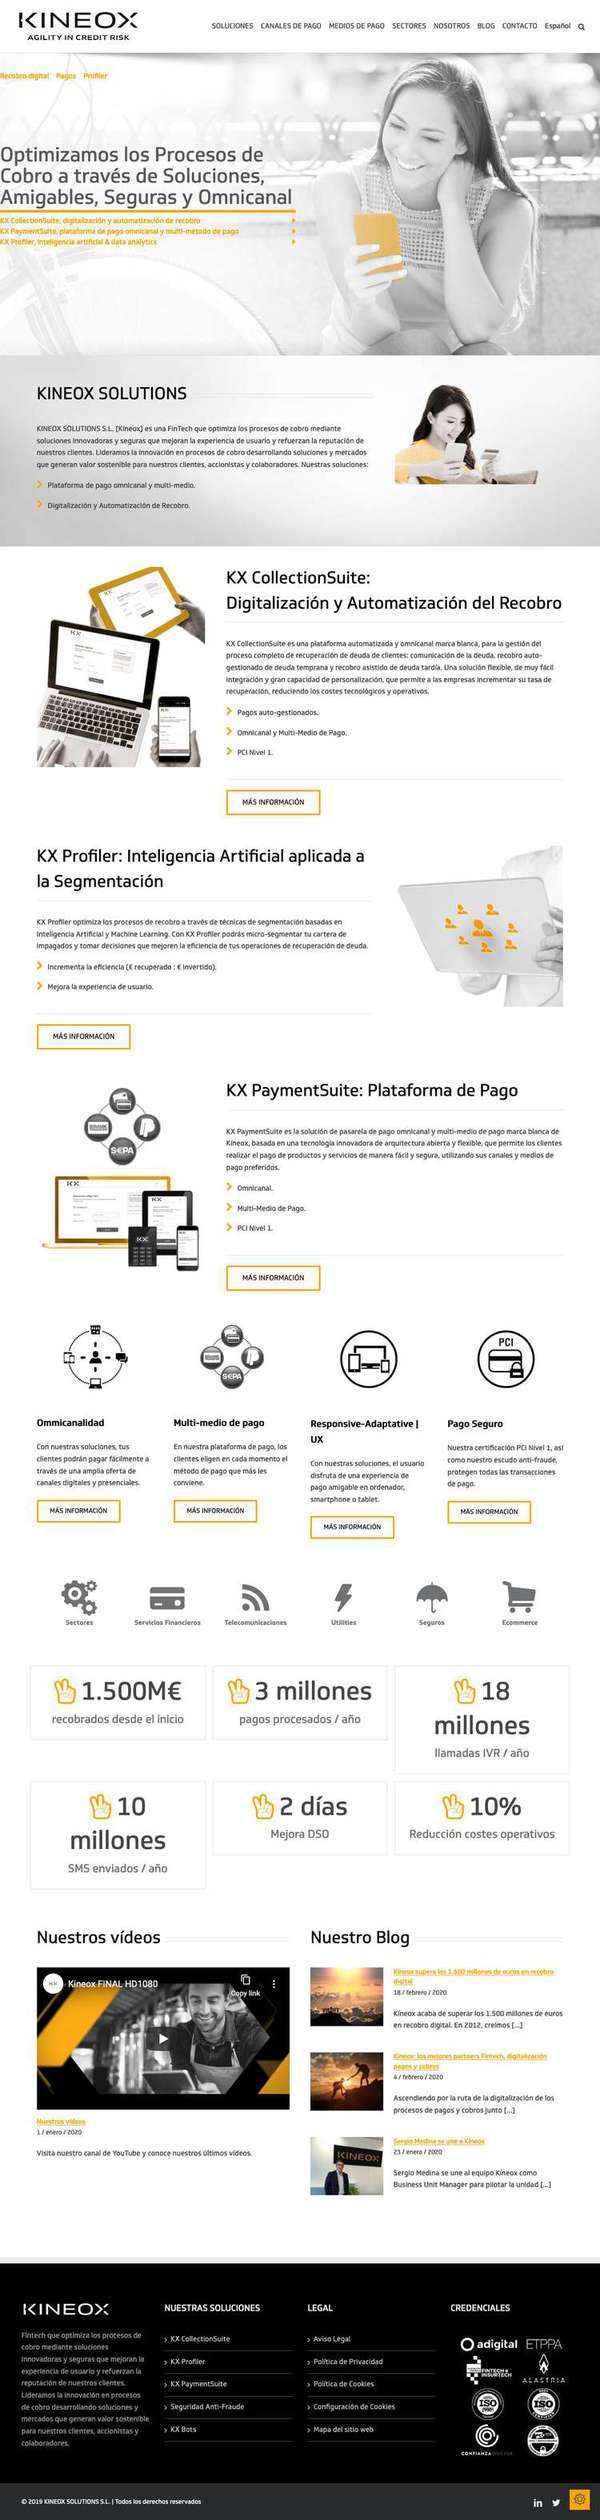 KINEOX
AGILITY IN CREDIT RISK
SOLUCIONES CANALES DE PAGO MEDIOS DE PAGO SECTORES NOSOTROS BLOG CONTACTO Español
Recobro digital Pagos Profiler
Optimizamos los Procesos de
Cobro a través de Soluciones,
Amigables, Seguras y Omnicanal
KX CollectionSuite, digitalización y automatización de recobro
KX PaymentSuite, plataforma de pago omnicanal y multi-método de pago
KX Profiler, inteligencia artificial & data analytics
KINEOX SOLUTIONS
KINEOX SOLUTIONS S.L. [Kíneox] es una FinTech que optimiza los procesos de cobro mediante
soluciones innovadoras y seguras que mejoran la experiencia de usuario y refuerzan la reputación de
nuestros clientes. Lideramos la innovación en procesos de cobro desarrollando soluciones y mercados
que generan valor sostenible para nuestros clientes, accionistas y colaboradores. Nuestras soluciones:
Plataforma de pago omnicanal y multi-medio.
Digitalización y Automatización de Recobro.
KX CollectionSuite:
Digitalización y Automatización del Recobro
KX CollectionSuite es una plataforma automatizada y omnicanal marca blanca, para la gestión del
proceso completo de recuperación de deuda de clientes: comunicación de la deuda, recobro auto-
gestionado de deuda temprana y recobro asistido de deuda tardía. Una solución flexible, de muy fácil
integración y gran capacidad de personalización, que permite a las empresas incrementar su tasa de
recuperación, reduciendo los costes tecnológicos y operativos.
Pagos auto-gestionados.
Omnicanal y Multi-Medio de Pago.
PCI Nivel 1.
MÁS INFORMACIÓN
KX Profiler: Inteligencia Artificial aplicada a
la Segmentación
KX Profiler optimiza los procesos de recobro a través de técnicas de segmentación basadas en
Inteligencia Artificial y Machine Learning. Con KX Profiler podrás micro-segmentar tu cartera de
impagados y tomar decisiones que mejoren la eficiencia de tus operaciones de recuperación de deuda.
Incrementa la eficiencia (€ recuperado : € invertido).
Mejora la experiencia de usuario.
MÁS INFORMACIÓN
KX PaymentSuite: Plataforma de Pago
KX PaymentSuite es la solución de pasarela de pago omnicanal y multi-medio de pago marca blanca de
Kíneox, basada en una tecnología innovadora de arquitectura abierta y flexible, que permite los clientes
realizar el pago de productos y servicios de manera fácil y segura, utilizando sus canales y medios de
pago preferidos.
Omnicanal.
Multi-Medio de Pago.
PCI Nivel 1.
MÁS INFORMACIÓN
S€PA
KX
S€PA
PCI
Ommicanalidad
Con nuestras soluciones, tus
clientes podrán pagar fácilmente a
través de una amplia oferta de
canales digitales y presenciales.
MÁS INFORMACIÓN
Multi-medio de pago
En nuestra plataforma de pago, los
clientes eligen en cada momento el
método de pago que más les
conviene.
MÁS INFORMACIÓN
Responsive-Adaptative |
UX
Con nuestras soluciones, el usuario
disfruta de una experiencia de
pago amigable en ordenador,
smartphone o tablet.
MÁS INFORMACIÓN
Pago Seguro
Nuestra certificación PCI Nivel 1, así
como nuestro escudo anti-fraude,
protegen todas las transacciones
de pago.
MÁS INFORMACIÓN
Sectores Servicios Financieros Telecomunicaciones Utilities Seguros Ecommerce
1.500M€
recobrados desde el inicio
3 millones
pagos procesados / año
18
millones
llamadas IVR / año
10
millones
SMS enviados / año
2 días
Mejora DSO
10%
Reducción costes operativos
Nuestros vídeos
Kineox FINAL HD1080
Copy link
Nuestros vídeos
1 / enero / 2020
Visita nuestro canal de YouTube y conoce nuestros últimos vídeos.
Nuestro Blog
Kíneox supera los 1.500 millones de euros en recobro
digital
18 / febrero / 2020
Kíneox acaba de superar los 1.500 millones de euros
en recobro digital. En 2012, creímos [...]
Kíneox: los mejores partners Fintech, digitalización
pagos y cobros
4 / febrero / 2020
Ascendiendo por la ruta de la digitalización de los
procesos de pagos y cobros junto [...]
KINEOX
Sergio Medina se une a Kíneox
23 / enero / 2020
Sergio Medina se une al equipo Kíneox como
Business Unit Manager para pilotar la unidad [...]
KINEOX
Fintech que optimiza los procesos de
cobro mediante soluciones
innovadoras y seguras que mejoran la
experiencia de usuario y refuerzan la
reputación de nuestros clientes.
Lideramos la innovación en procesos
de cobro desarrollando soluciones y
mercados que generan valor sostenible
para nuestros clientes, accionistas y
colaboradores.
NUESTRAS SOLUCIONES
KX CollectionSuite
KX Profiler
KX PaymentSuite
Seguridad Anti-Fraude
KX Bots
LEGAL
Aviso Legal
Política de Privacidad
Política de Cookies
Configuración de Cookies
Mapa del sitio web
CREDENCIALES
adigital ETPPA
FINTECH e
INSURTECH
ALASTRIA
ISO
ISO
CONFIANZA ONLINE
© 2019 KINEOX SOLUTIONS S.L. | Todos los derechos reservados